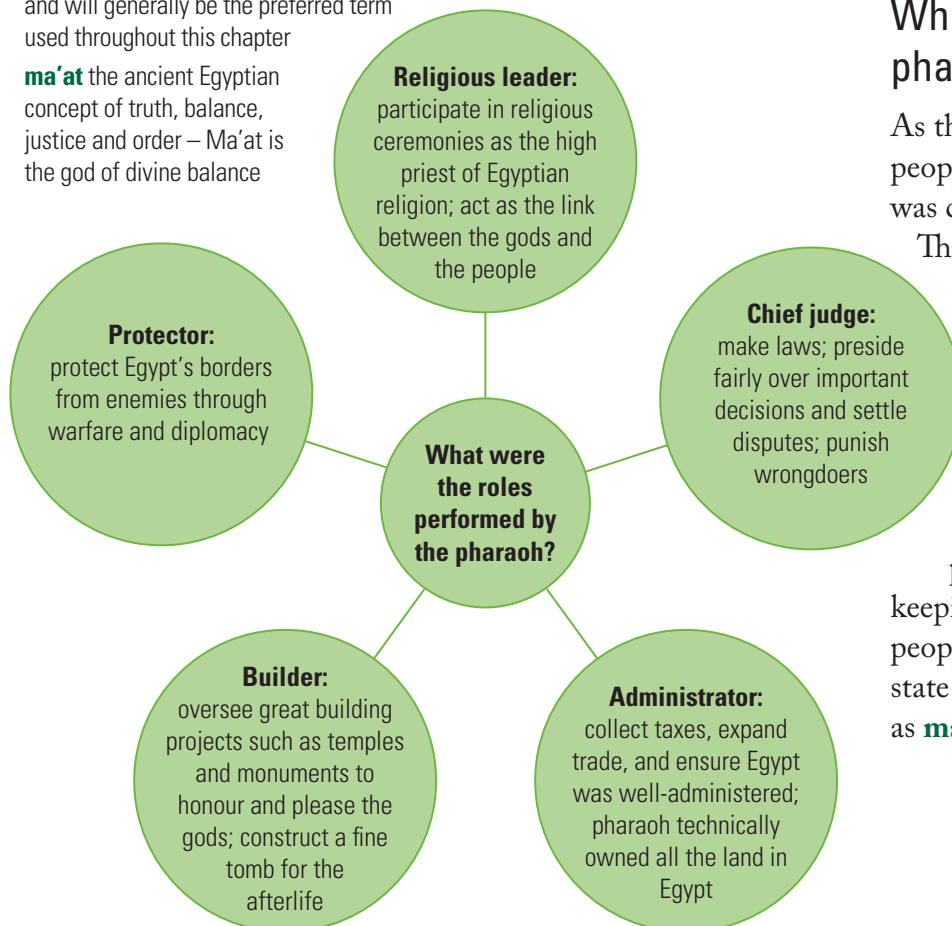 and will generally be the preferred term
used throughout this chapter
ma’at the ancient Egyptian
concept of truth, balance,
justice and order – Ma’at is
the god of divine balance
Religious leader:
participate in religious
ceremonies as the high
priest of Egyptian
religion; act as the link
between the gods and
the people
Protector:
protect Egypt’s borders
from enemies through
warfare and diplomacy
Chief judge:
make laws; preside
fairly over important
decisions and settle
disputes; punish
wrongdoers
What were
the roles
performed by
the pharaoh?
Builder:
oversee great building
projects such as temples
and monuments to
honour and please the
gods; construct a fine
tomb for the
afterlife
Administrator:
collect taxes, expand
trade, and ensure Egypt
was well-administered;
pharaoh technically
owned all the land in
Egypt
As
was
state
as